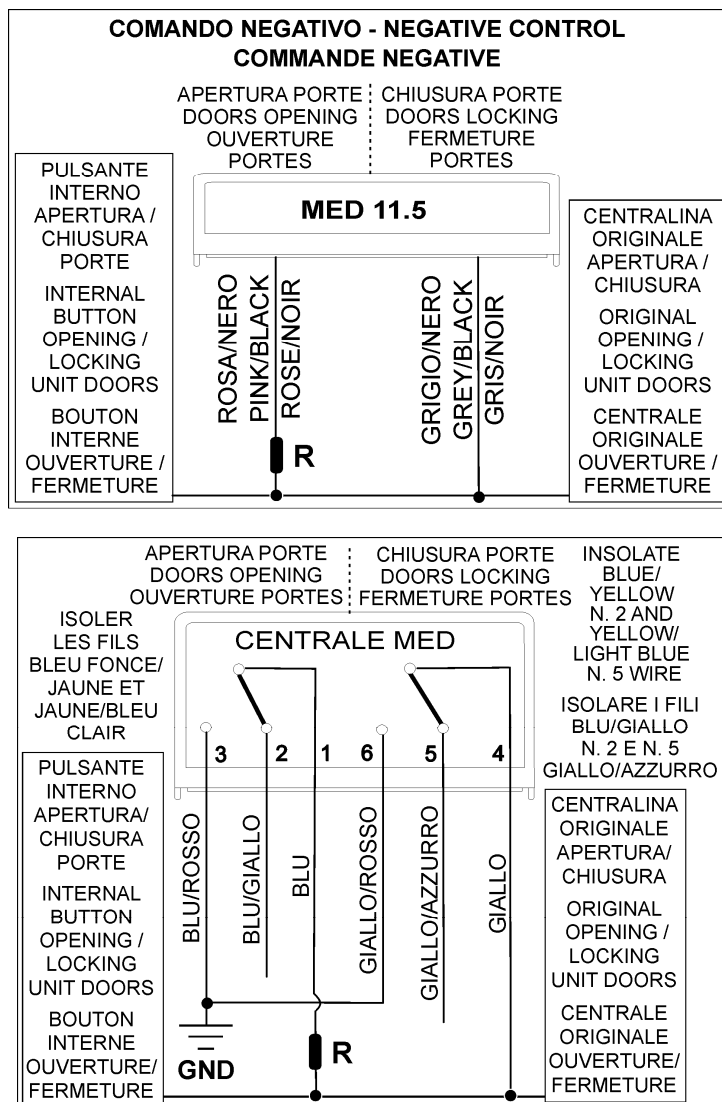 COMANDO NEGATIVO - NEGATIVE CONTROL
COMMANDE NEGATIVE
APERTURA PORTE
DOORS OPENING
OUVERTURE
PORTES
CHIUSURA PORTE
DOORS LOCKING
FERMETURE
PORTES
PULSANTE
INTERNO
APERTURA /
CHIUSURA
PORTE
INTERNAL
BUTTON
OPENING /
LOCKING
UNIT DOORS
BOUTON
INTERNE
OUVERTURE /
FERMETURE
MED 11.5
ROSA/NERO
PINK/BLACK
ROSE/NOIR
R
GRIGIO/NERO
GREY/BLACK
GRIS/NOIR
CENTRALINA
ORIGINALE
APERTURA /
CHIUSURA
ORIGINAL
OPENING /
LOCKING
UNIT DOORS
CENTRALE
ORIGINALE
OUVERTURE /
FERMETURE
APERTURA PORTE
DOORS OPENING
OUVERTURE PORTES
CHIUSURA PORTE
DOORS LOCKING
FERMETURE PORTES
INSOLATE
BLUE/
YELLOW
N. 2 AND
YELLOW/
LIGHT BLUE
N. 5 WIRE
ISOLARE I FILI
BLU/GIALLO
N. 2 E N. 5
GIALLO/AZZURRO
ISOLER
LES FILS
BLEU FONCE/
JAUNE ET
JAUNE/BLEU
CLAIR
CENTRALE MED
3 2 1 6 5 4
PULSANTE
INTERNO
APERTURA/
CHIUSURA
PORTE
INTERNAL
BUTTON
OPENING /
LOCKING
UNIT DOORS
BOUTON
INTERNE
OUVERTURE/
FERMETURE
BLU/ROSSO
BLU/GIALLO
BLU
GIALLO/ROSSO
GIALLO/AZZURRO
GIALLO
GND
R
CENTRALINA
ORIGINALE
APERTURA/
CHIUSURA
ORIGINAL
OPENING /
LOCKING
UNIT DOORS
CENTRALE
ORIGINALE
OUVERTURE/
FERMETURE